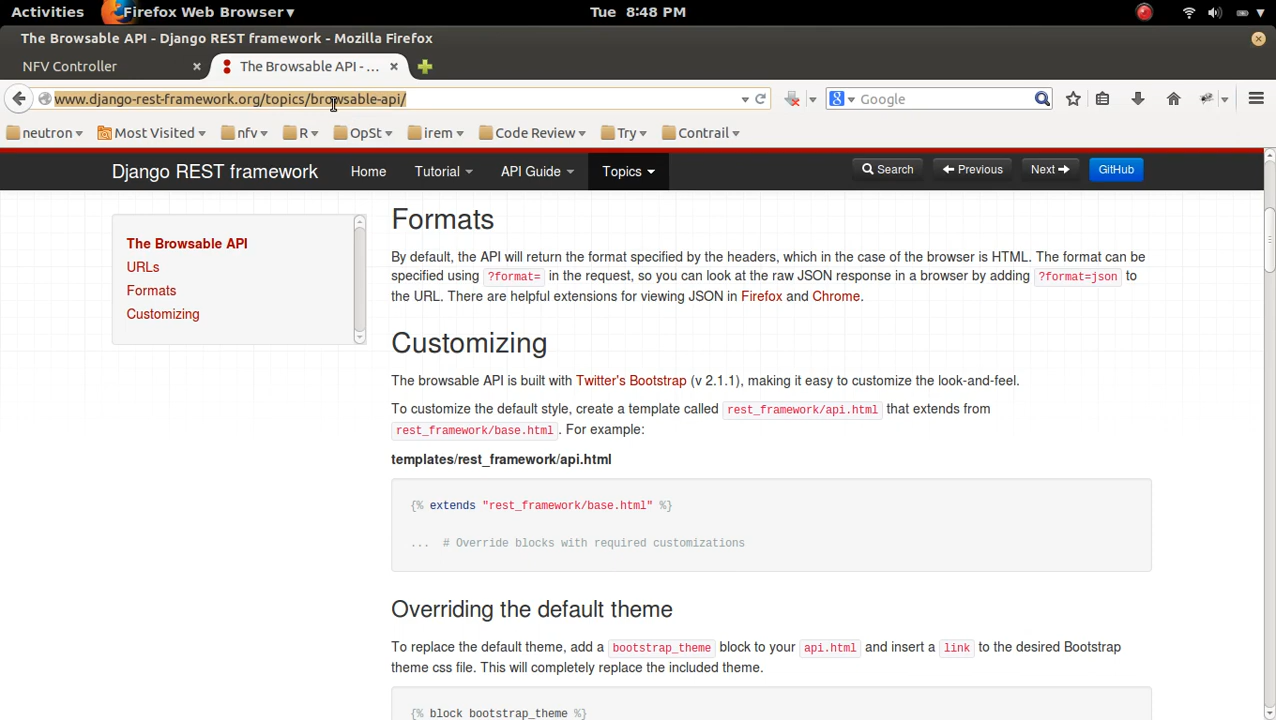 Activities Firefox Web Browser Tue 8:48 PM
The Browsable API - Django REST framework - Mozilla Firefox
NFV Controller The Browsable API - ...
www.django-rest-framework.org/topics/browsable-api/ Google
neutron Most Visited nfv R OpSt irem Code Review Try Contrail
Django REST framework Home Tutorial API Guide Topics Search Previous Next GitHub
The Browsable API
URLs
Formats
Customizing
Formats
By default, the API will return the format specified by the headers, which in the case of the browser is HTML. The format can be
specified using ?format= in the request, so you can look at the raw JSON response in a browser by adding ?format=json to
the URL. There are helpful extensions for viewing JSON in Firefox and Chrome.
Customizing
The browsable API is built with Twitter's Bootstrap (v 2.1.1), making it easy to customize the look-and-feel.
To customize the default style, create a template called rest_framework/api.html that extends from
rest_framework/base.html. For example:
templates/rest_framework/api.html
{% extends "rest_framework/base.html" %}
... # Override blocks with required customizations
Overriding the default theme
To replace the default theme, add a bootstrap_theme block to your api.html and insert a link to the desired Bootstrap
theme css file. This will completely replace the included theme.
{% block bootstrap_theme %}